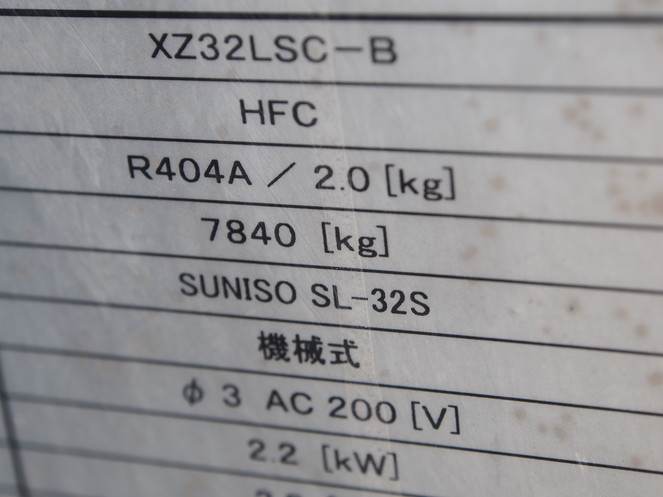 XZ32LSC-B
HFC
R404A / 2.0 [kg]
7840 [kg]
SUNISO SL-32S
機械式
φ 3 AC 200 [V]
2.2 [kW]